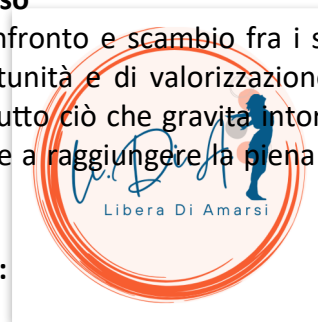 so
nfronto e scambio fra i s
tunità e di valorizzazione
utto ciò che gravita intor
e a raggiungere la piena
Li.Di.A
Libera Di Amarsi
: